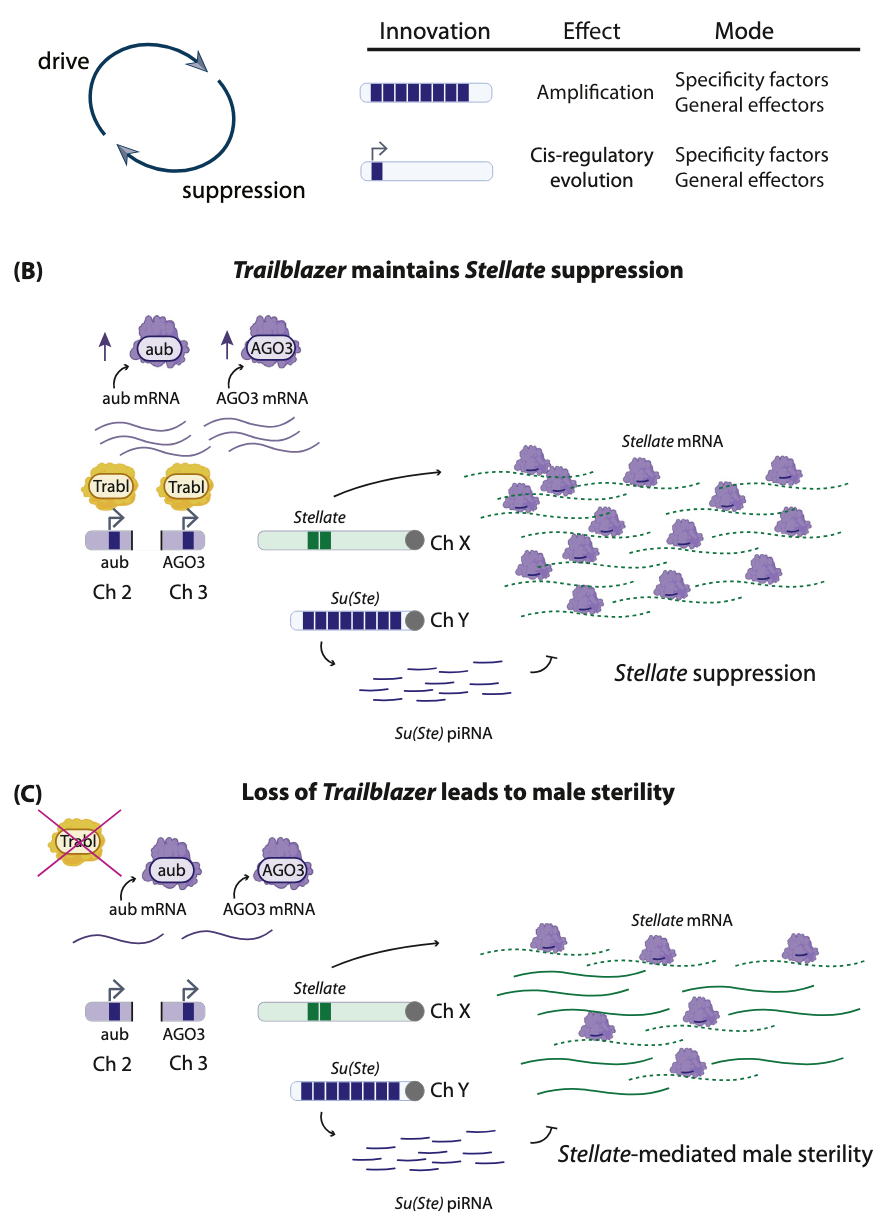 Innovation Effect Mode
drive
suppression
Amplification
Specificity factors
General effectors
Cis-regulatory
evolution
Specificity factors
General effectors
(B)
Trailblazer maintains Stellate suppression
aub
AGO3
aub mRNA
AGO3 mRNA
Trabl
Trabl
aub
AGO3
Ch 2
Ch 3
Stellate
Ch X
Su(Ste)
Ch Y
Su(Ste) piRNA
Stellate mRNA
Stellate suppression
(C)
Loss of Trailblazer leads to male sterility
Trabl
aub
AGO3
aub mRNA
AGO3 mRNA
aub
AGO3
Ch 2
Ch 3
Stellate
Ch X
Su(Ste)
Ch Y
Su(Ste) piRNA
Stellate mRNA
Stellate-mediated male sterility